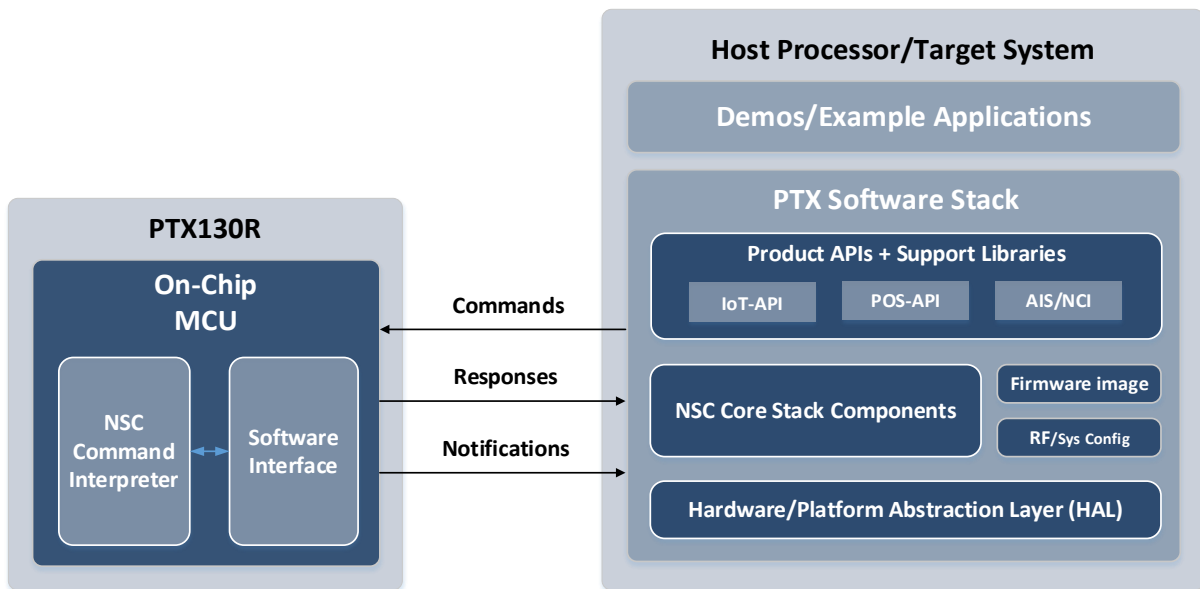 PTX130R
On-Chip
MCU
NSC
Command
Interpreter
Software
Interface
Commands
Responses
Notifications
Host Processor/Target System
Demos/Example Applications
PTX Software Stack
Product APIs + Support Libraries
IoT-API
POS-API
AIS/NCI
NSC Core Stack Components
Firmware image
RF/Sys Config
Hardware/Platform Abstraction Layer (HAL)